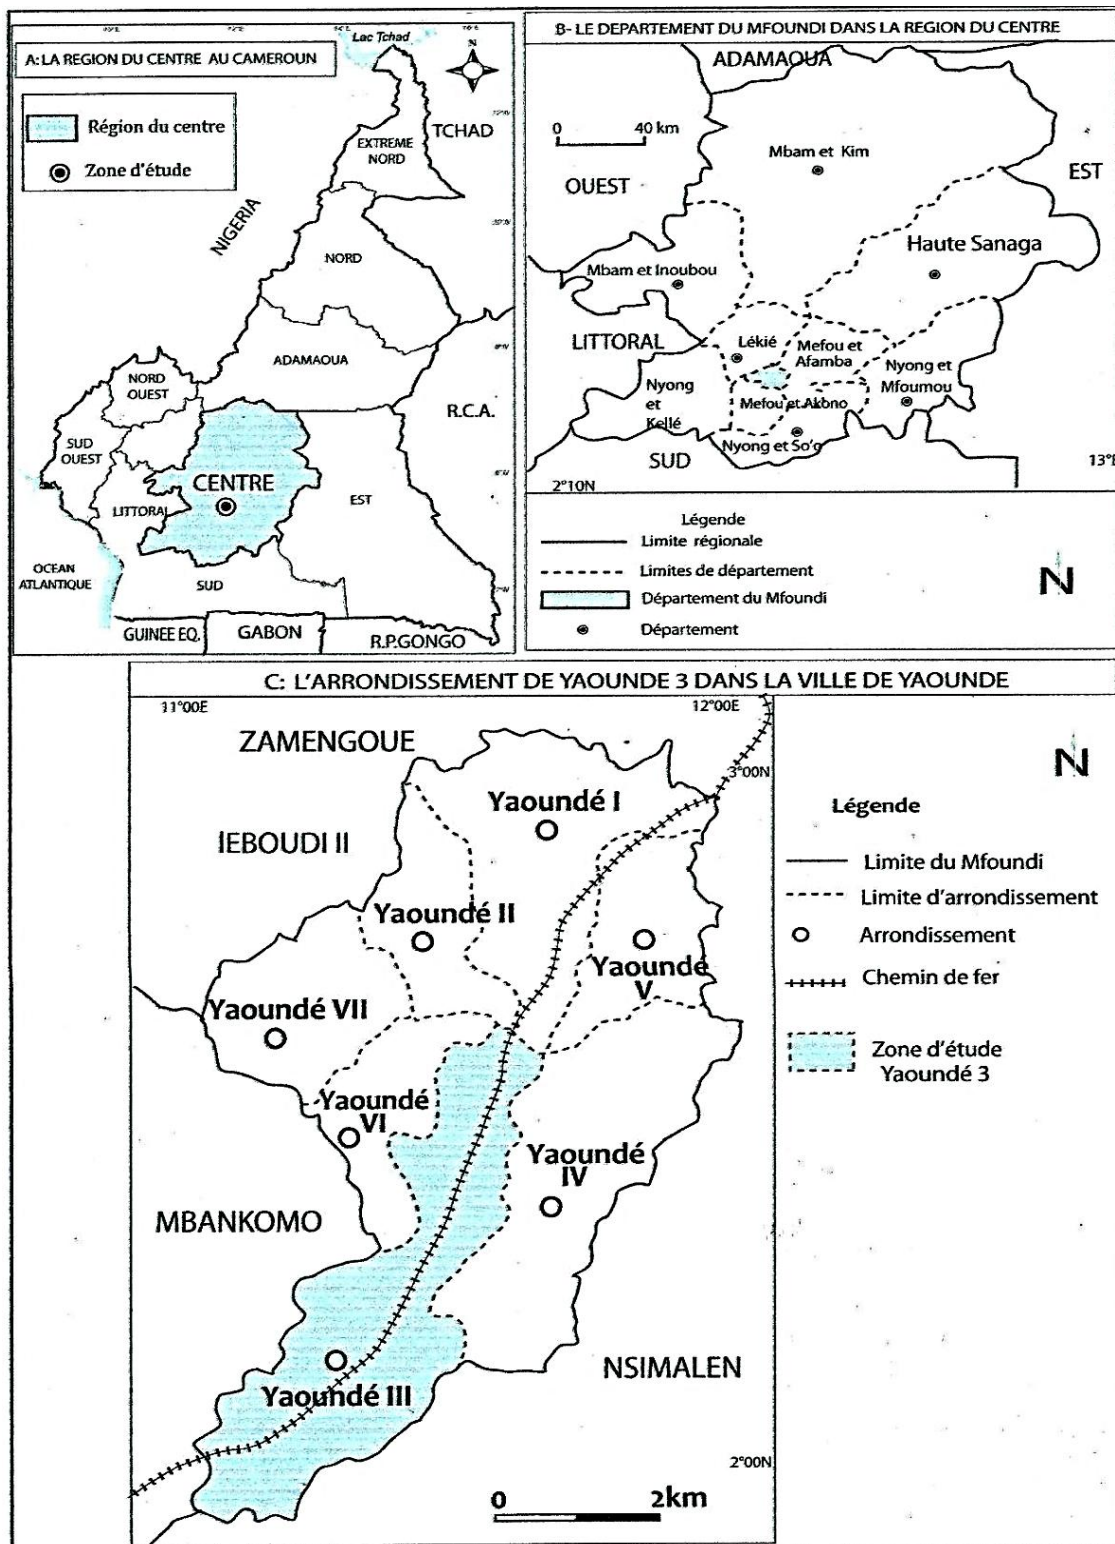 A: LA REGION DU CENTRE AU CAMEROUN
Lac Tchad
N
Région du centre
Zone d'étude
TCHAD
EXTREME
NORD
NIGERIA
NORD
ADAMAOUA
NORD
OUEST
SUD
OUEST
R.C.A.
CENTRE
LITTORAL
EST
OCEAN
ATLANTIQUE
SUD
GUINEE EQ.
GABON
R.P.GONGO
B- LE DEPARTEMENT DU MFOUNDI DANS LA REGION DU CENTRE
ADAMAOUA
0 40 km
Mbam et Kim
OUEST
EST
Haute Sanaga
Mbam et Inoubou
LITTORAL
Lékié
Mefou et
Afamba
Nyong et
Mfoumou
Nyong
et
Kellé
Mefou et Akono
Nyong et So'o
SUD
2°10N
Légende
Limite régionale
Limites de département
Département du Mfoundi
Département
N
C: L'ARRONDISSEMENT DE YAOUNDE 3 DANS LA VILLE DE YAOUNDE
11°00E
12°00E
ZAMENGOUE
3°00N
Yaoundé I
IEBOUDI II
Yaoundé II
Yaoundé
V
Yaoundé VII
Yaoundé
VI
Yaoundé
IV
MBANKOMO
NSIMALEN
Yaoundé III
2°00N
0 2km
N
Légende
Limite du Mfoundi
Limite d'arrondissement
Arrondissement
Chemin de fer
Zone d'étude
Yaoundé 3